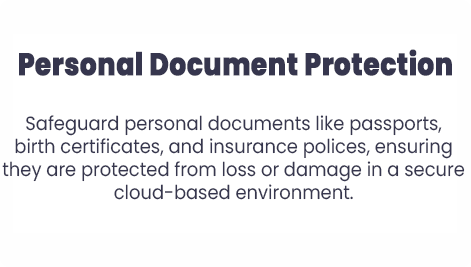 Personal Document Protection
Safeguard personal documents like passports,
birth certificates, and insurance polices, ensuring
they are protected from loss or damage in a secure
cloud-based environment.